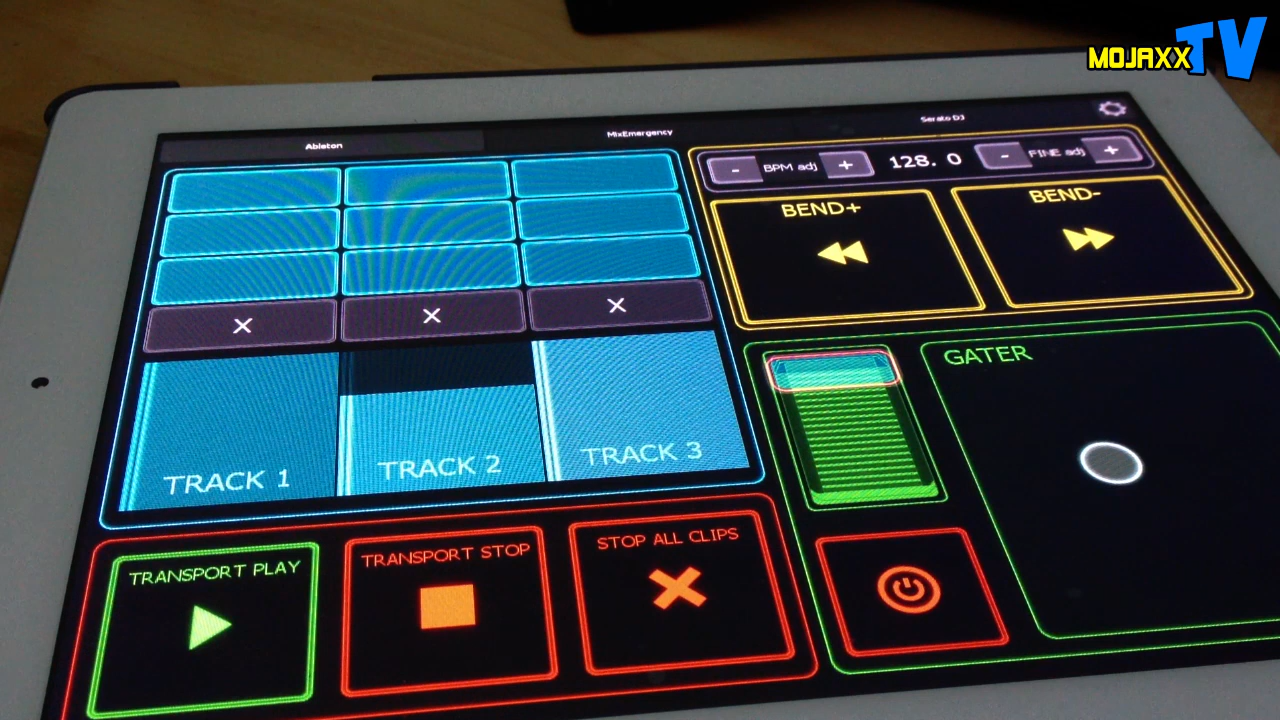 MOJAXX TV
Ableton
MixEmergency
Serato DJ
- BPM adj + 128. 0 - FINE adj +
BEND+
BEND-
GATER
TRACK 1
TRACK 2
TRACK 3
TRANSPORT PLAY
TRANSPORT STOP
STOP ALL CLIPS